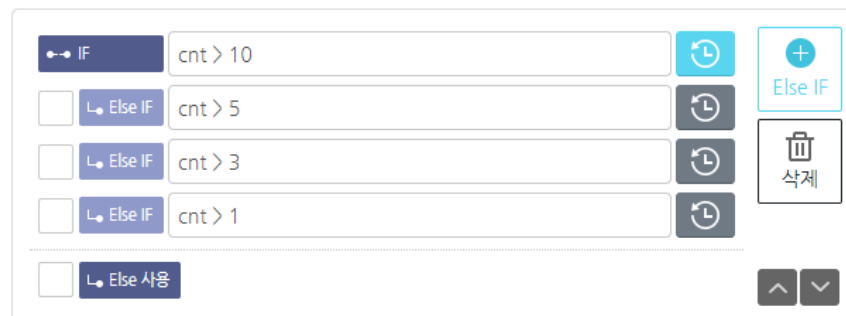 IF cnt > 10
Else IF
Else IF cnt > 5
삭제
Else IF cnt > 3
Else IF cnt > 1
Else 사용